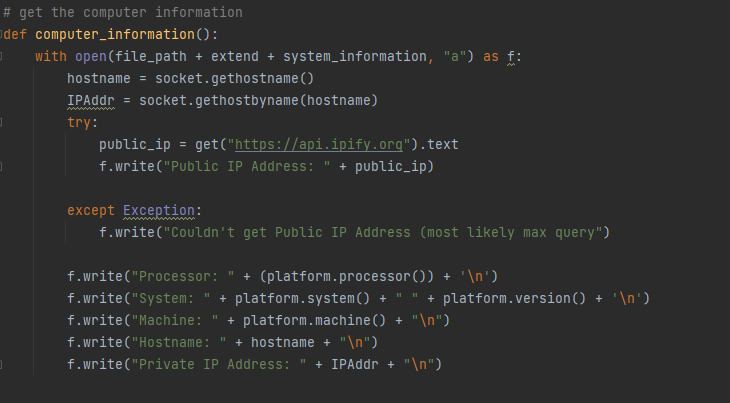 # get the computer information
def computer_information():
    with open(file_path + extend + system_information, "a") as f:
        hostname = socket.gethostname()
        IPAddr = socket.gethostbyname(hostname)
        try:
            public_ip = get("https://api.ipify.org").text
            f.write("Public IP Address: " + public_ip)

        except Exception:
            f.write("Couldn't get Public IP Address (most likely max query")

        f.write("Processor: " + (platform.processor()) + '\n')
        f.write("System: " + platform.system() + " " + platform.version() + '\n')
        f.write("Machine: " + platform.machine() + "\n")
        f.write("Hostname: " + hostname + "\n")
        f.write("Private IP Address: " + IPAddr + "\n")